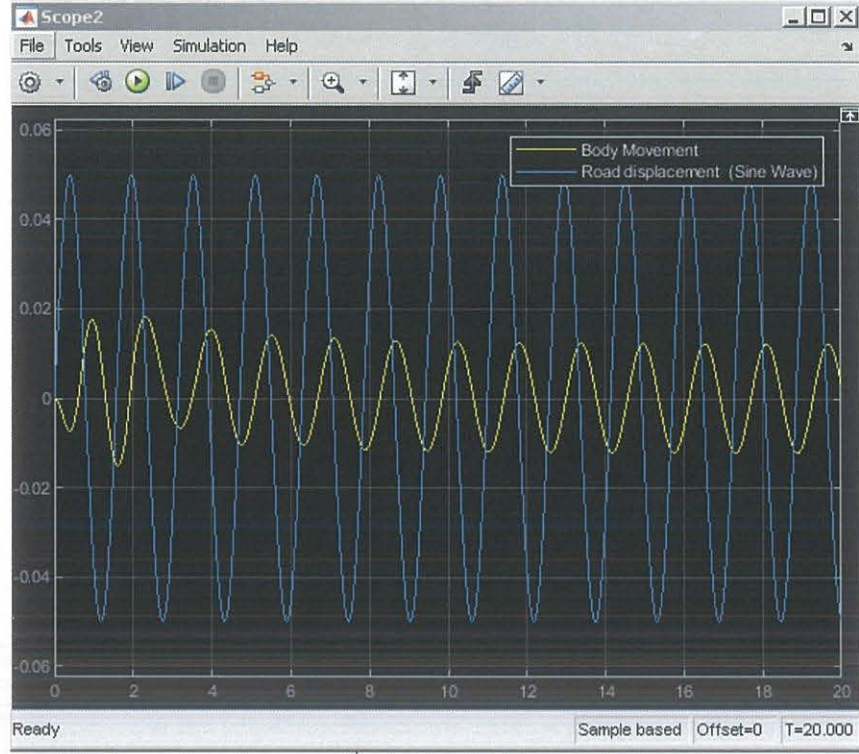 Scope2
File Tools View Simulation Help
Body Movement
Road displacement (Sine Wave)
0.06
0.04
0.02
0
-0.02
-0.04
-0.06
0 2 4 6 8 10 12 14 16 18 20
Ready Sample based Offset=0 T=20.000